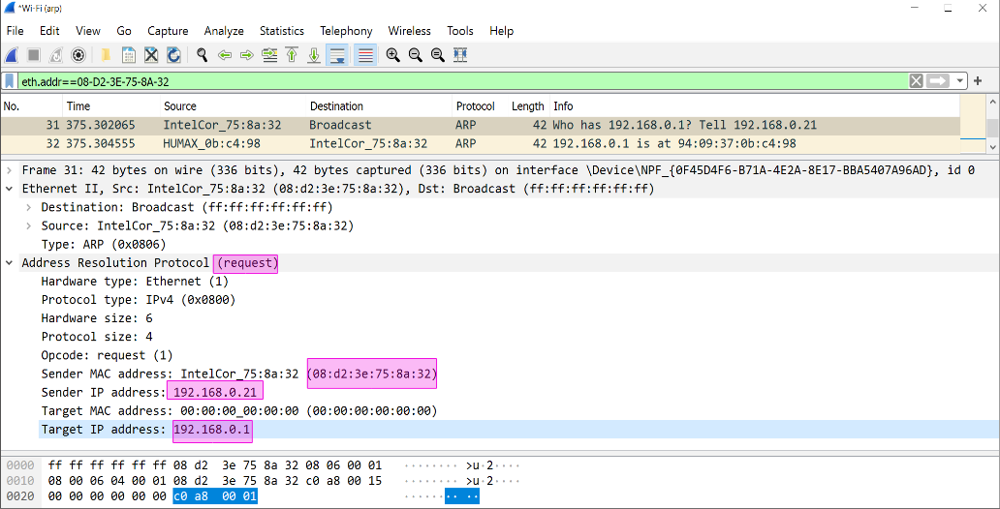 *Wi-Fi (arp)
File Edit View Go Capture Analyze Statistics Telephony Wireless Tools Help
eth.addr==08-D2-3E-75-8A-32
No. Time Source Destination Protocol Length Info
31 375.302065 IntelCor_75:8a:32 Broadcast ARP 42 Who has 192.168.0.1? Tell 192.168.0.21
32 375.304555 HUMAX_0b:c4:98 IntelCor_75:8a:32 ARP 42 192.168.0.1 is at 94:09:37:0b:c4:98
Frame 31: 42 bytes on wire (336 bits), 42 bytes captured (336 bits) on interface \Device\NPF_{0F45D4F6-B71A-4E2A-8E17-BBA5407A96AD}, id 0
Ethernet II, Src: IntelCor_75:8a:32 (08:d2:3e:75:8a:32), Dst: Broadcast (ff:ff:ff:ff:ff:ff)
Destination: Broadcast (ff:ff:ff:ff:ff:ff)
Source: IntelCor_75:8a:32 (08:d2:3e:75:8a:32)
Type: ARP (0x0806)
Address Resolution Protocol (request)
Hardware type: Ethernet (1)
Protocol type: IPv4 (0x0800)
Hardware size: 6
Protocol size: 4
Opcode: request (1)
Sender MAC address: IntelCor_75:8a:32 (08:d2:3e:75:8a:32)
Sender IP address: 192.168.0.21
Target MAC address: 00:00:00_00:00:00 (00:00:00:00:00:00)
Target IP address: 192.168.0.1
0000 ff ff ff ff ff ff 08 d2 3e 75 8a 32 08 06 00 01 ········ >u·2····
0010 08 00 06 04 00 01 08 d2 3e 75 8a 32 c0 a8 00 15 ········ >u·2····
0020 00 00 00 00 00 00 c0 a8 00 01 ········ ··